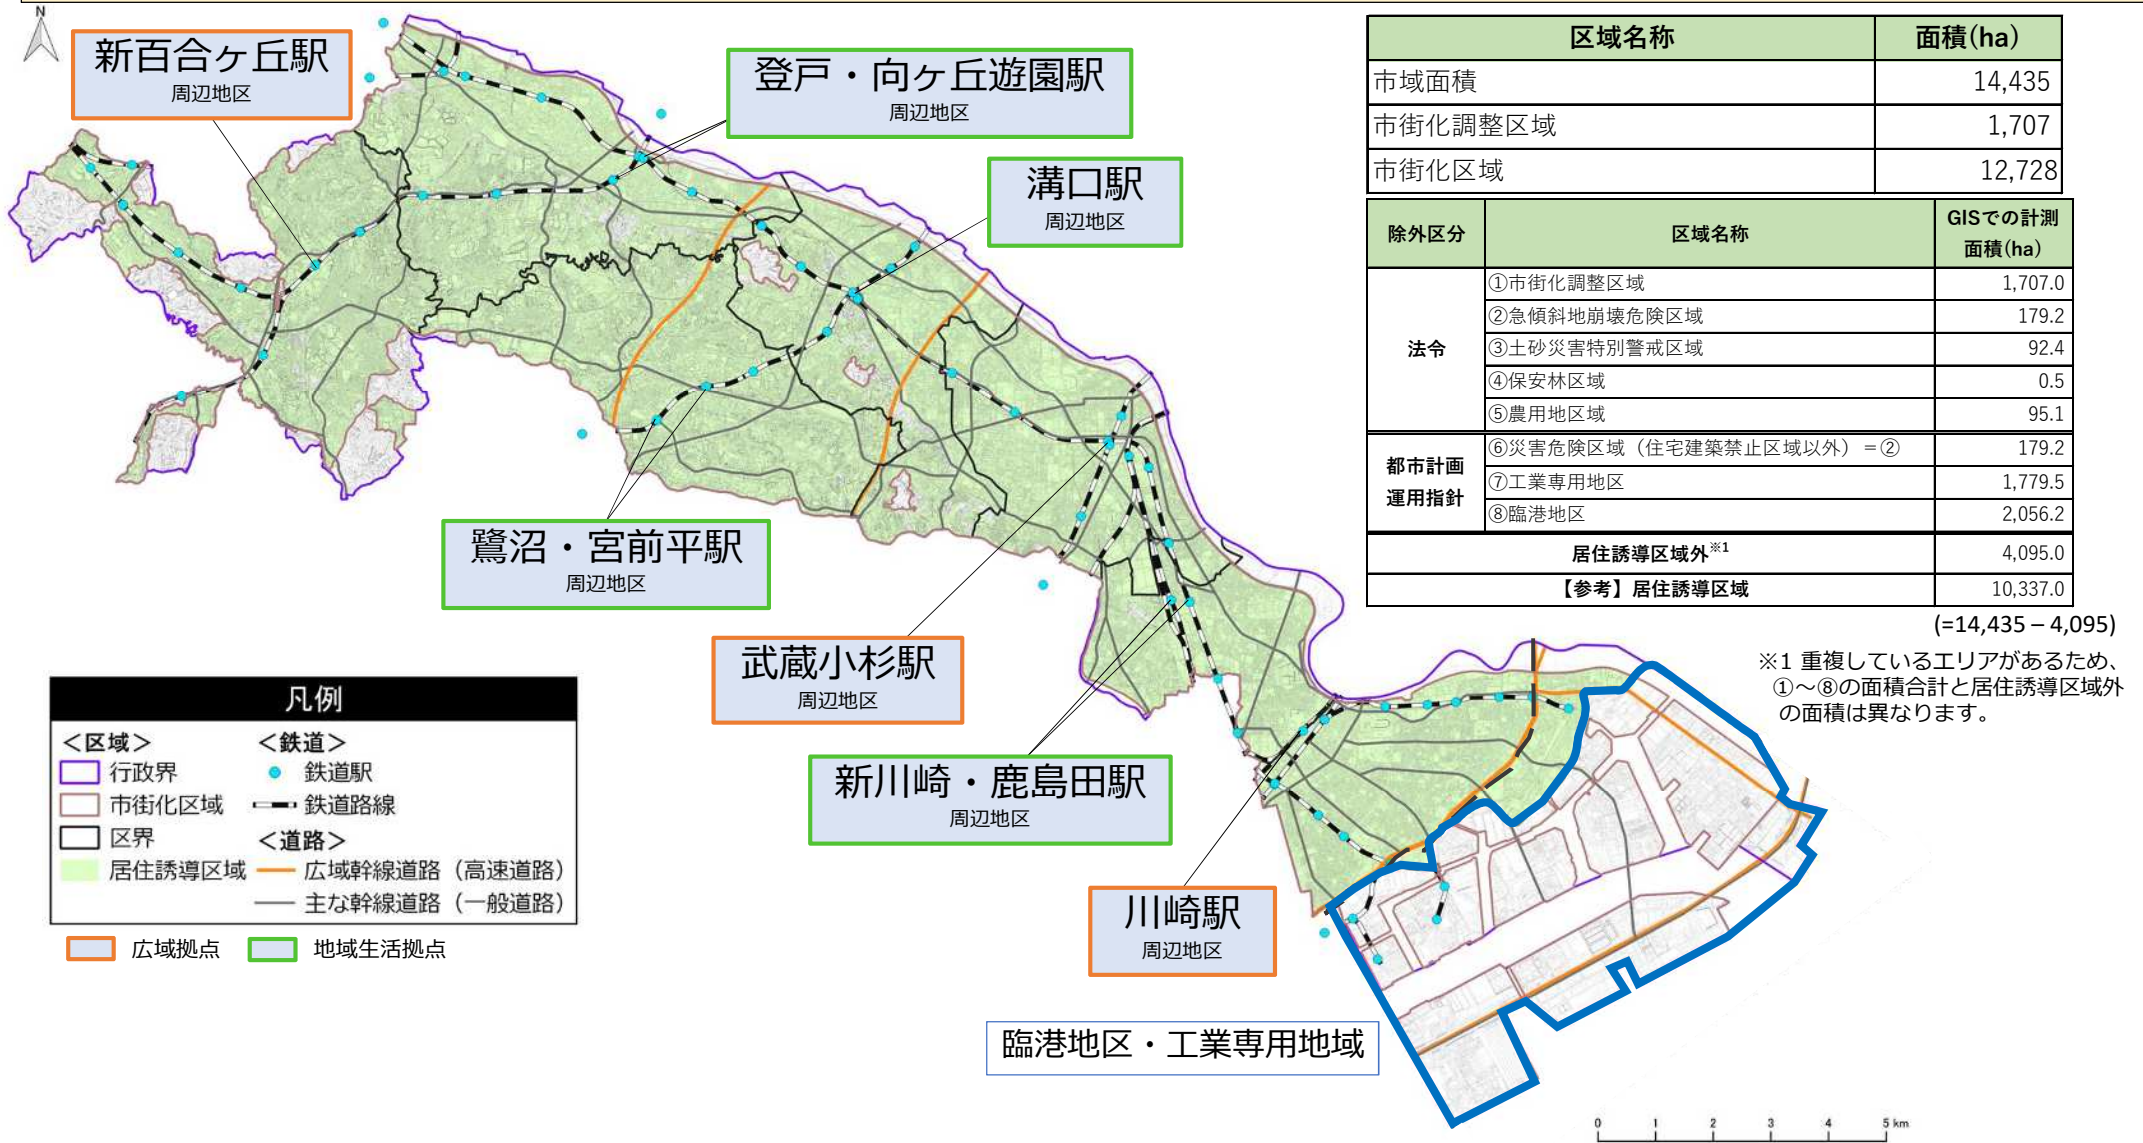 N
新百合ヶ丘駅
周辺地区
登戸・向ヶ丘遊園駅
周辺地区
溝口駅
周辺地区
鷺沼・宮前平駅
周辺地区
武蔵小杉駅
周辺地区
新川崎・鹿島田駅
周辺地区
川崎駅
周辺地区
臨港地区・工業専用地域
区域名称 面積(ha)
市域面積 14,435
市街化調整区域 1,707
市街化区域 12,728
除外区分 区域名称 GISでの計測
面積(ha)
法令
①市街化調整区域 1,707.0
②急傾斜地崩壊危険区域 179.2
③土砂災害特別警戒区域 92.4
④保安林区域 0.5
⑤農用地区域 95.1
都市計画
運用指針
⑥災害危険区域（住宅建築禁止区域以外）＝② 179.2
⑦工業専用地区 1,779.5
⑧臨港地区 2,056.2
居住誘導区域外※1 4,095.0
【参考】居住誘導区域 10,337.0
(=14,435 – 4,095)
※1 重複しているエリアがあるため、
①～⑧の面積合計と居住誘導区域外
の面積は異なります。
凡例
＜区域＞
行政界
市街化区域
区界
居住誘導区域
＜鉄道＞
鉄道駅
鉄道路線
＜道路＞
広域幹線道路（高速道路）
主な幹線道路（一般道路）
広域拠点
地域生活拠点
0 1 2 3 4 5 km